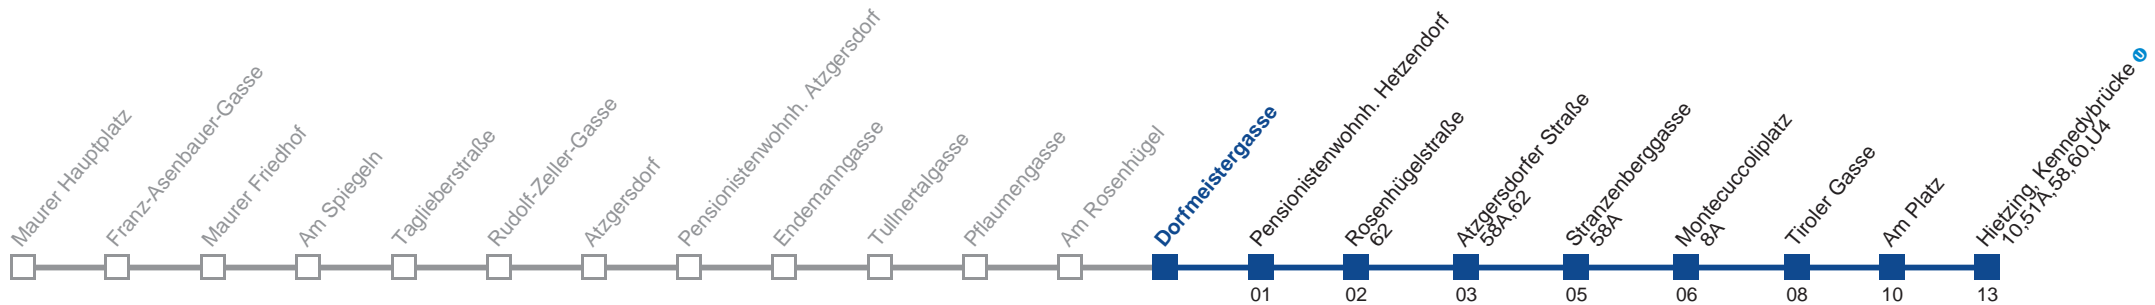 Maurer Hauptplatz
Franz-Asenbauer-Gasse
Maurer Friedhof
Am Spiegeln
Taglieberstraße
Rudolf-Zeller-Gasse
Atzgersdorf
Pensionistenwohnh. Atzgersdorf
Endemanngasse
Tullnertalgasse
Pflaumengasse
Am Rosenhügel
Dorfmeistergasse
Pensionistenwohnh. Hetzendorf
Rosenhügelstraße
62
Atzgersdorfer Straße
58A,62
Stranzenberggasse
58A
Montecuccoliplatz
8A
Tiroler Gasse
Am Platz
Hietzing, Kennedybrücke U
10,51A,58,60,U4
01 02 03 05 06 08 10 13